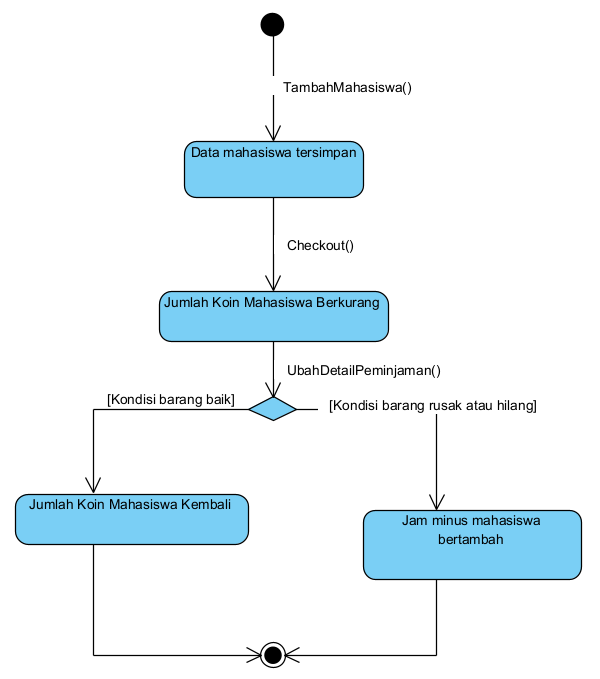 TambahMahasiswa()
Data mahasiswa tersimpan
Checkout()
Jumlah Koin Mahasiswa Berkurang
UbahDetailPeminjaman()
[Kondisi barang baik]
[Kondisi barang rusak atau hilang]
Jumlah Koin Mahasiswa Kembali
Jam minus mahasiswa
bertambah